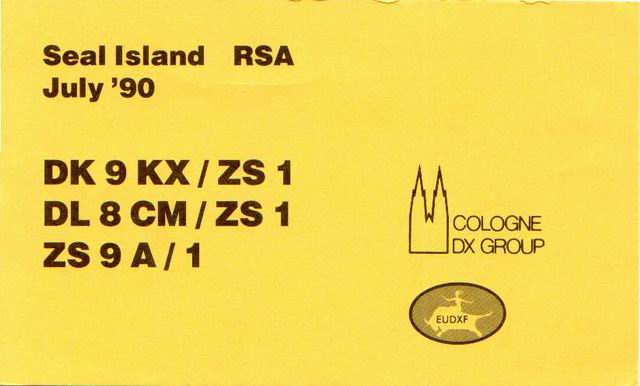 Seal Island RSA
July '90
DK 9 KX / ZS 1
DL 8 CM / ZS 1
ZS 9 A / 1
COLOGNE
DX GROUP
EUDXF